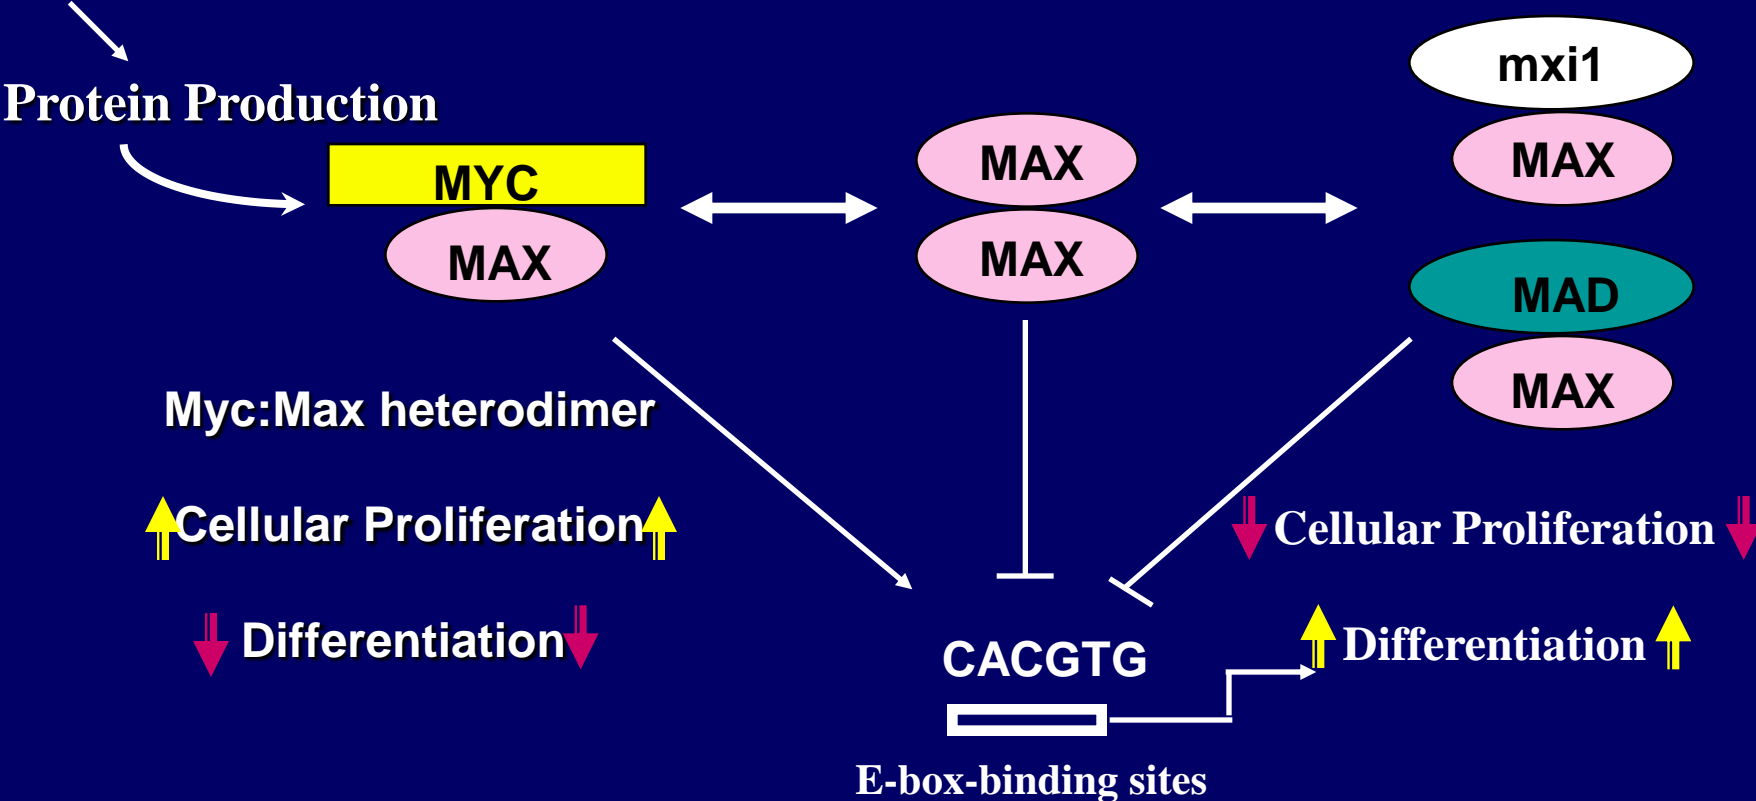 mxi1
Protein Production
MAX
MAX
MYC
MAX
MAX
MAD
MAX
Myc:Max heterodimer
Cellular Proliferation
Cellular Proliferation
Differentiation
Differentiation
CACGTG
E-box-binding sites